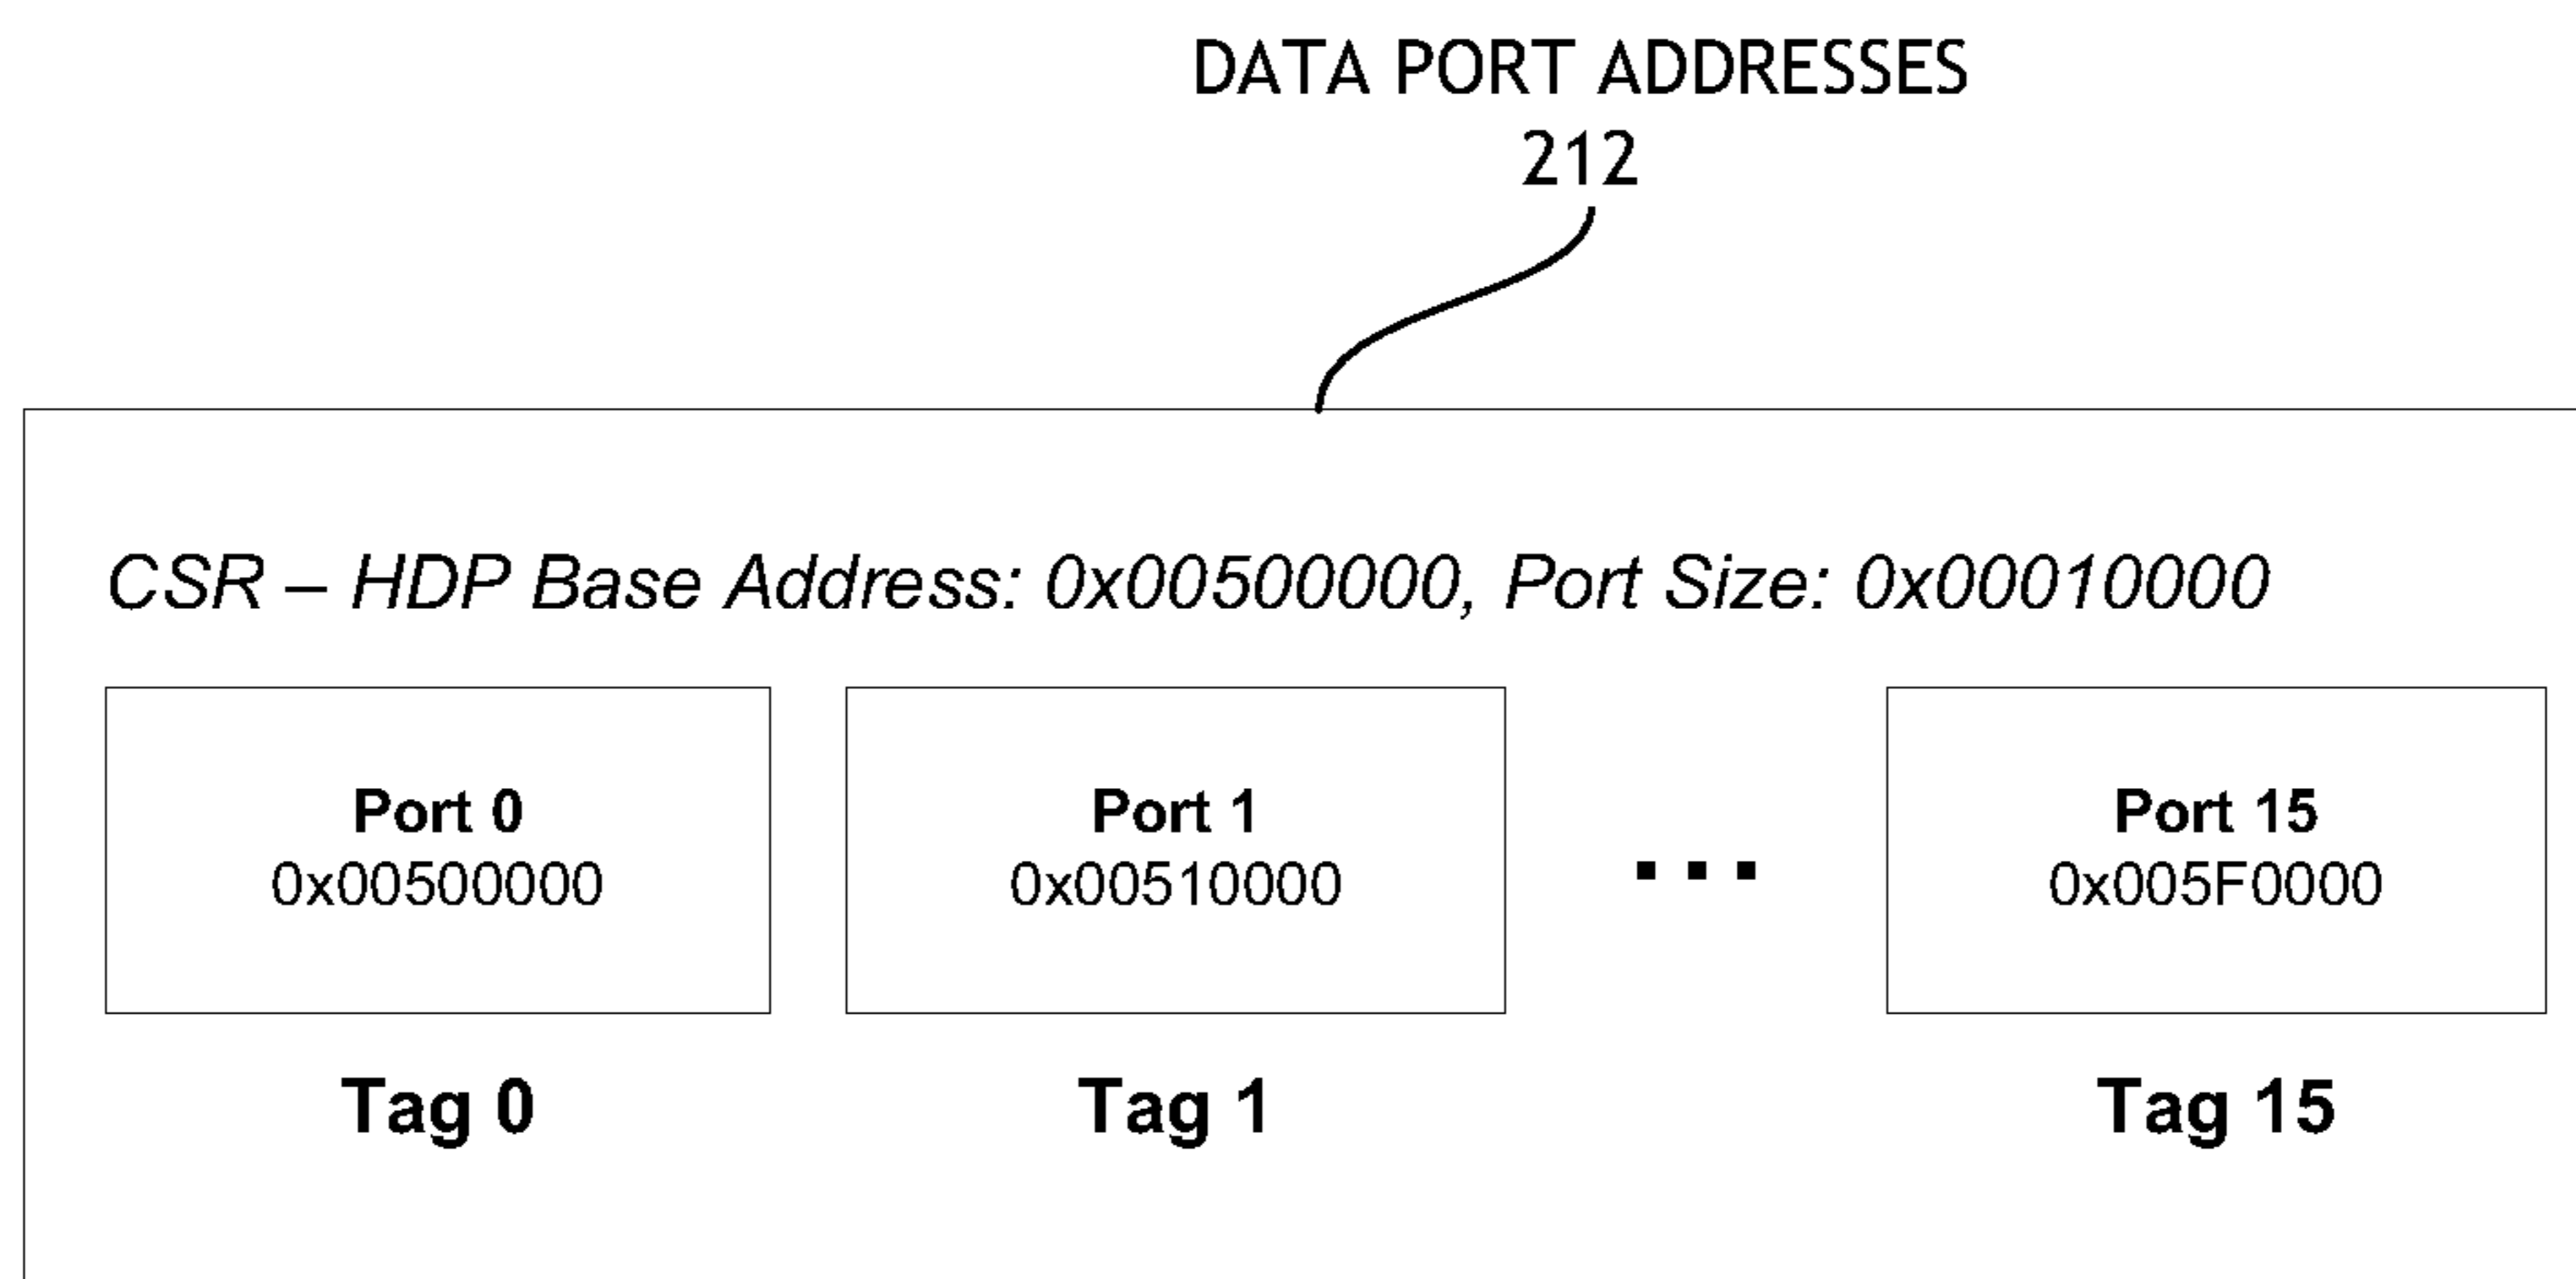 DATA PORT ADDRESSES
212
CSR – HDP Base Address: 0x00500000, Port Size: 0x00010000
Port 0
0x00500000
Port 1
0x00510000
...
Port 15
0x005F0000
Tag 0
Tag 1
Tag 15